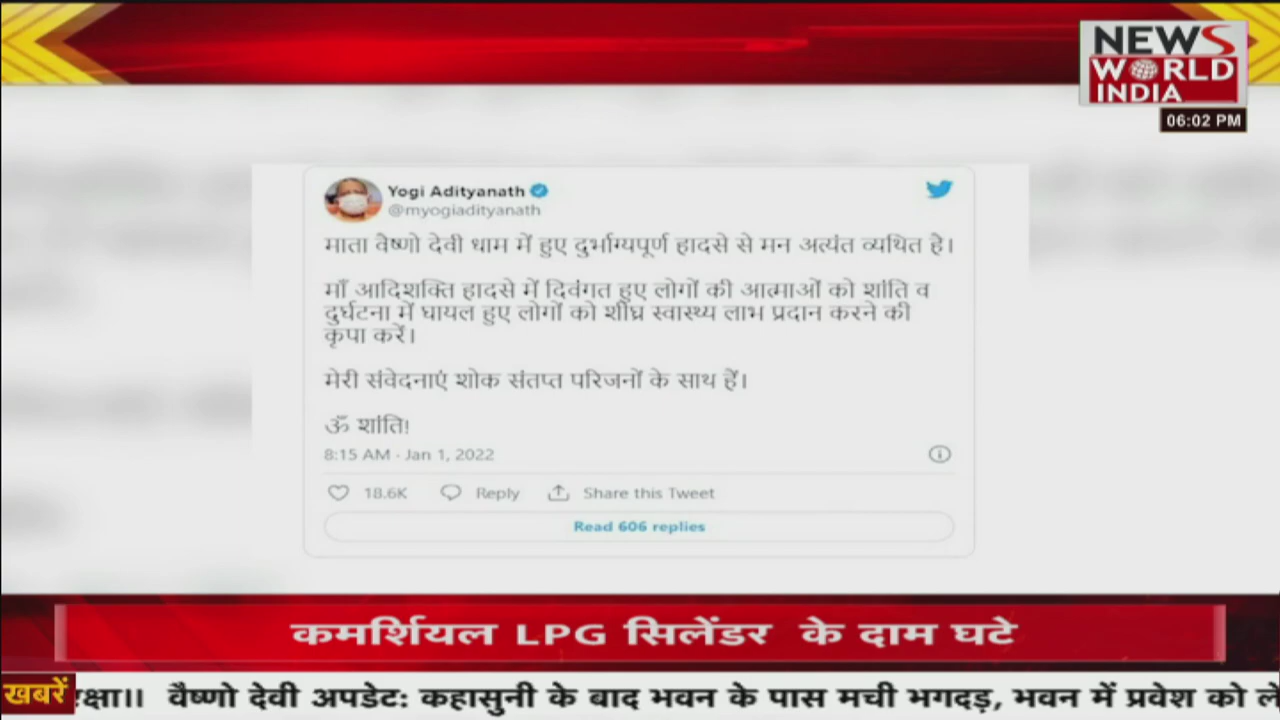 NEWS
WORLD
INDIA
06:02 PM
Yogi Adityanath
@myogiadityanath
माता वैष्णो देवी धाम में हुए दुर्भाग्यपूर्ण हादसे से मन अत्यंत व्यथित है।
माँ आदिशक्ति हादसे में दिवंगत हुए लोगों की आत्माओं को शांति व
दुर्घटना में घायल हुए लोगों को शीघ्र स्वास्थ्य लाभ प्रदान करने की
कृपा करें।
मेरी संवेदनाएं शोक संतप्त परिजनों के साथ हैं।
ॐ शांति!
8:15 AM · Jan 1, 2022
18.6K Reply Share this Tweet
Read 606 replies
कमर्शियल LPG सिलेंडर के दाम घटे
खबरें :क्षा।। वैष्णो देवी अपडेट: कहासुनी के बाद भवन के पास मची भगदड़, भवन में प्रवेश को ले